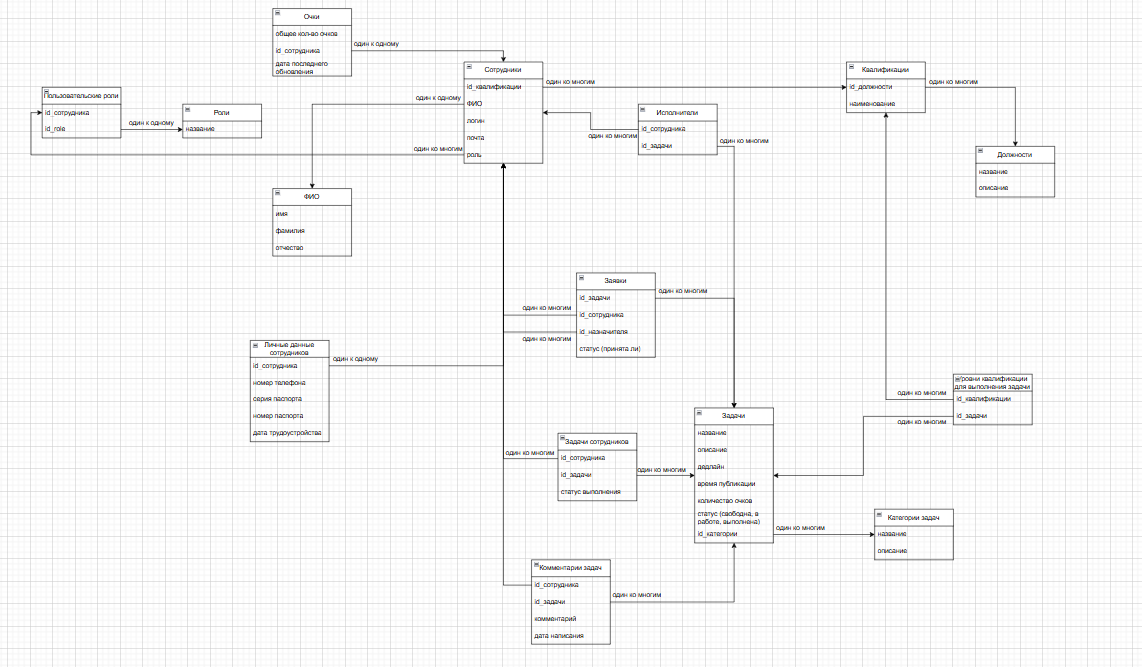 Очки
общее кол-во очков
id_сотрудника
дата последнего
обновления
один к одному
Сотрудники
id_квалификации
ФИО
логин
почта
роль
один ко многим
один к одному
один ко многим
Квалификации
id_должности
наименование
один ко многим
Пользовательские роли
id_сотрудника
id_role
один к одному
Роли
название
Исполнители
id_сотрудника
id_задачи
один ко многим
один ко многим
Должности
название
описание
ФИО
имя
фамилия
отчество
Заявки
id_задачи
id_сотрудника
id_назначителя
статус (принята ли)
один ко многим
один ко многим
один ко многим
Личные данные
сотрудников
id_сотрудника
номер телефона
серия паспорта
номер паспорта
дата трудоустройства
один к одному
Уровни квалификации
для выполнения задачи
id_квалификации
id_задачи
один ко многим
один ко многим
Задачи
название
описание
дедлайн
время публикации
количество очков
статус (свободна, в
работе, выполнена)
id_категории
Задачи сотрудников
id_сотрудника
id_задачи
статус выполнения
один ко многим
один ко многим
один ко многим
Категории задач
название
описание
Комментарии задач
id_сотрудника
id_задачи
комментарий
дата написания
один ко многим